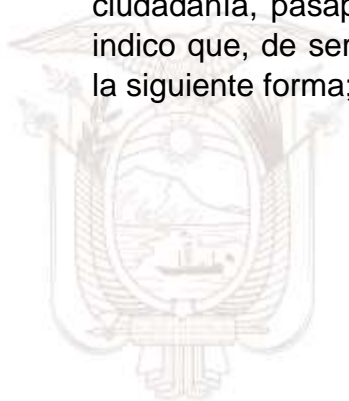 ciudadanía, pasap
indico que, de ser
la siguiente forma;